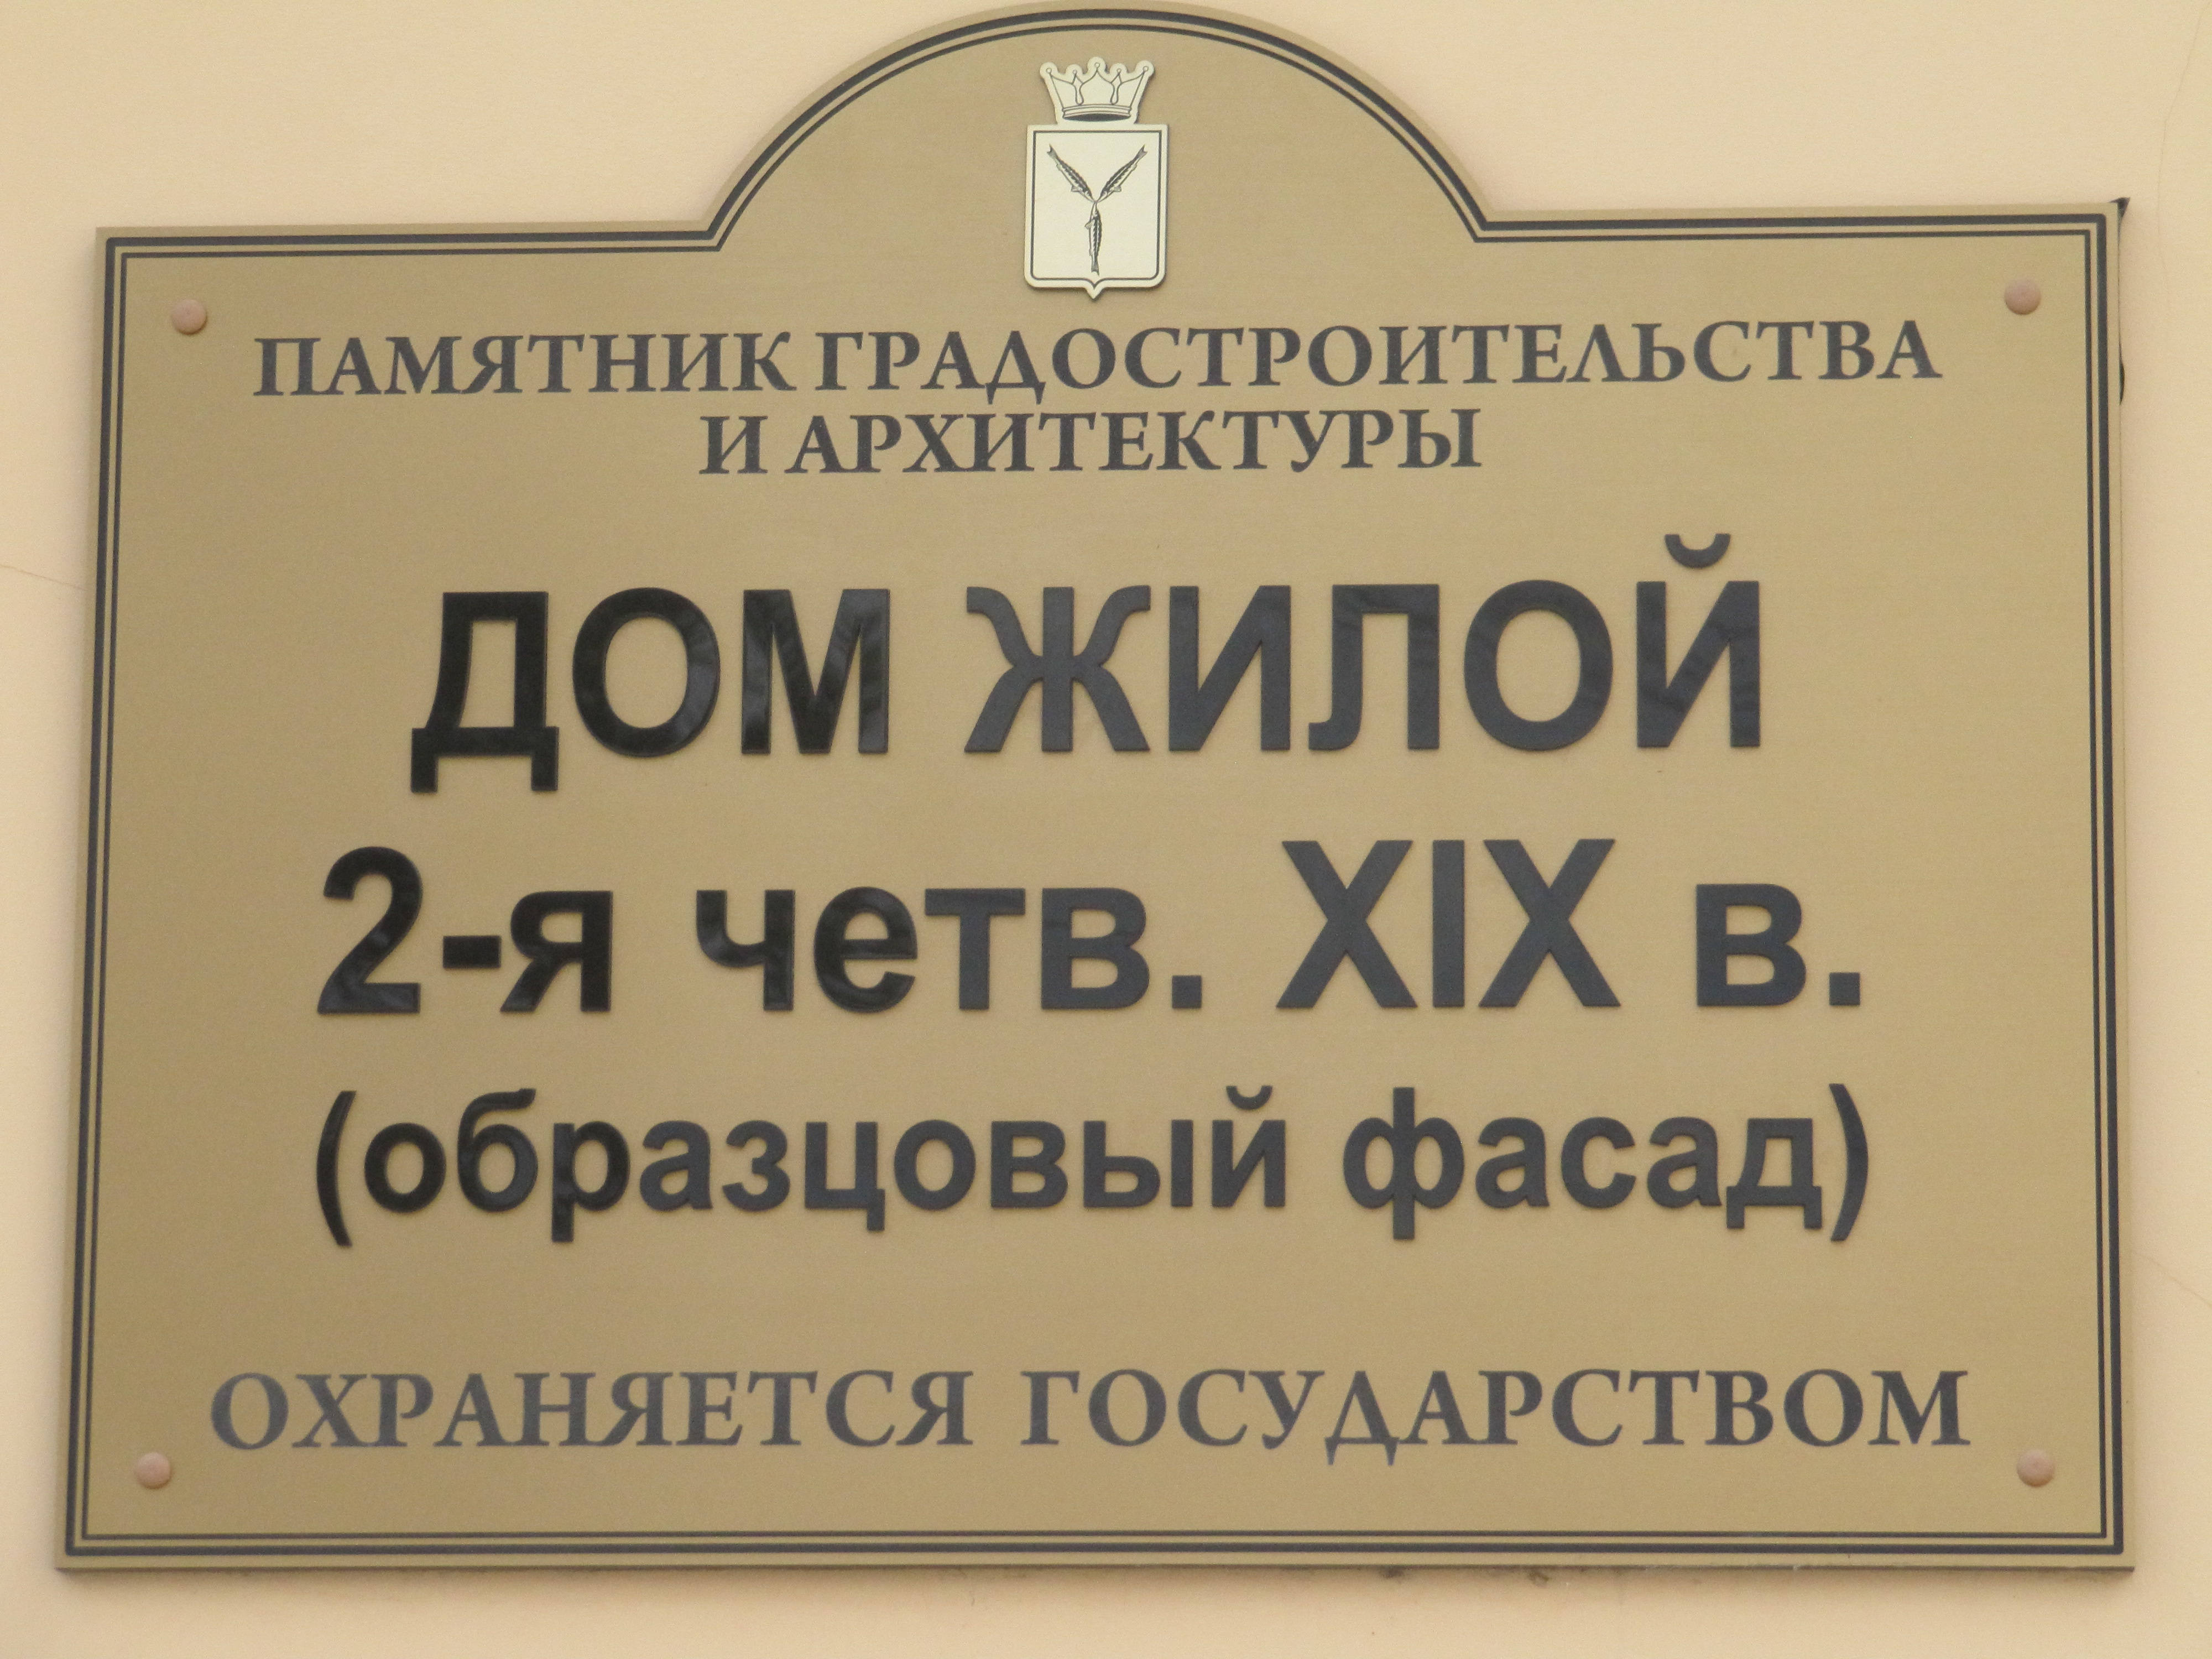 ПАМЯТНИК ГРАДОСТРОИТЕЛЬСТВА
И АРХИТЕКТУРЫ
ДОМ ЖИЛОЙ
2-я четв. XIX в.
(образцовый фасад)
ОХРАНЯЕТСЯ ГОСУДАРСТВОМ